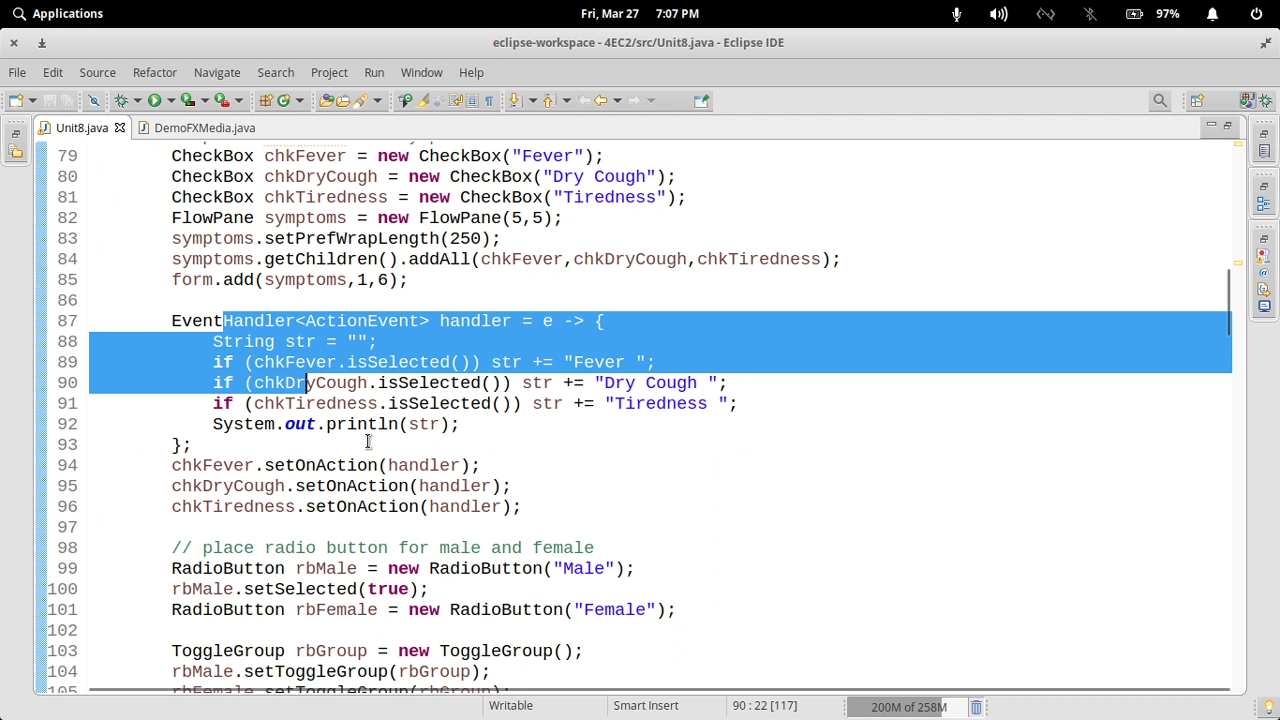 Applications Fri, Mar 27 7:07 PM 97%
eclipse-workspace - 4EC2/src/Unit8.java - Eclipse IDE
File Edit Source Refactor Navigate Search Project Run Window Help
Unit8.java DemoFXMedia.java
79 CheckBox chkFever = new CheckBox("Fever");
80 CheckBox chkDryCough = new CheckBox("Dry Cough");
81 CheckBox chkTiredness = new CheckBox("Tiredness");
82 FlowPane symptoms = new FlowPane(5,5);
83 symptoms.setPrefWrapLength(250);
84 symptoms.getChildren().addAll(chkFever,chkDryCough,chkTiredness);
85 form.add(symptoms,1,6);
86
87 EventHandler<ActionEvent> handler = e -> {
88 String str = "";
89 if (chkFever.isSelected()) str += "Fever ";
90 if (chkDryCough.isSelected()) str += "Dry Cough ";
91 if (chkTiredness.isSelected()) str += "Tiredness ";
92 System.out.println(str);
93 };
94 chkFever.setOnAction(handler);
95 chkDryCough.setOnAction(handler);
96 chkTiredness.setOnAction(handler);
97
98 // place radio button for male and female
99 RadioButton rbMale = new RadioButton("Male");
100 rbMale.setSelected(true);
101 RadioButton rbFemale = new RadioButton("Female");
102
103 ToggleGroup rbGroup = new ToggleGroup();
104 rbMale.setToggleGroup(rbGroup);
105 rbFemale.setToggleGroup(rbGroup);
Writable Smart Insert 90 : 22 [117] 200M of 258M